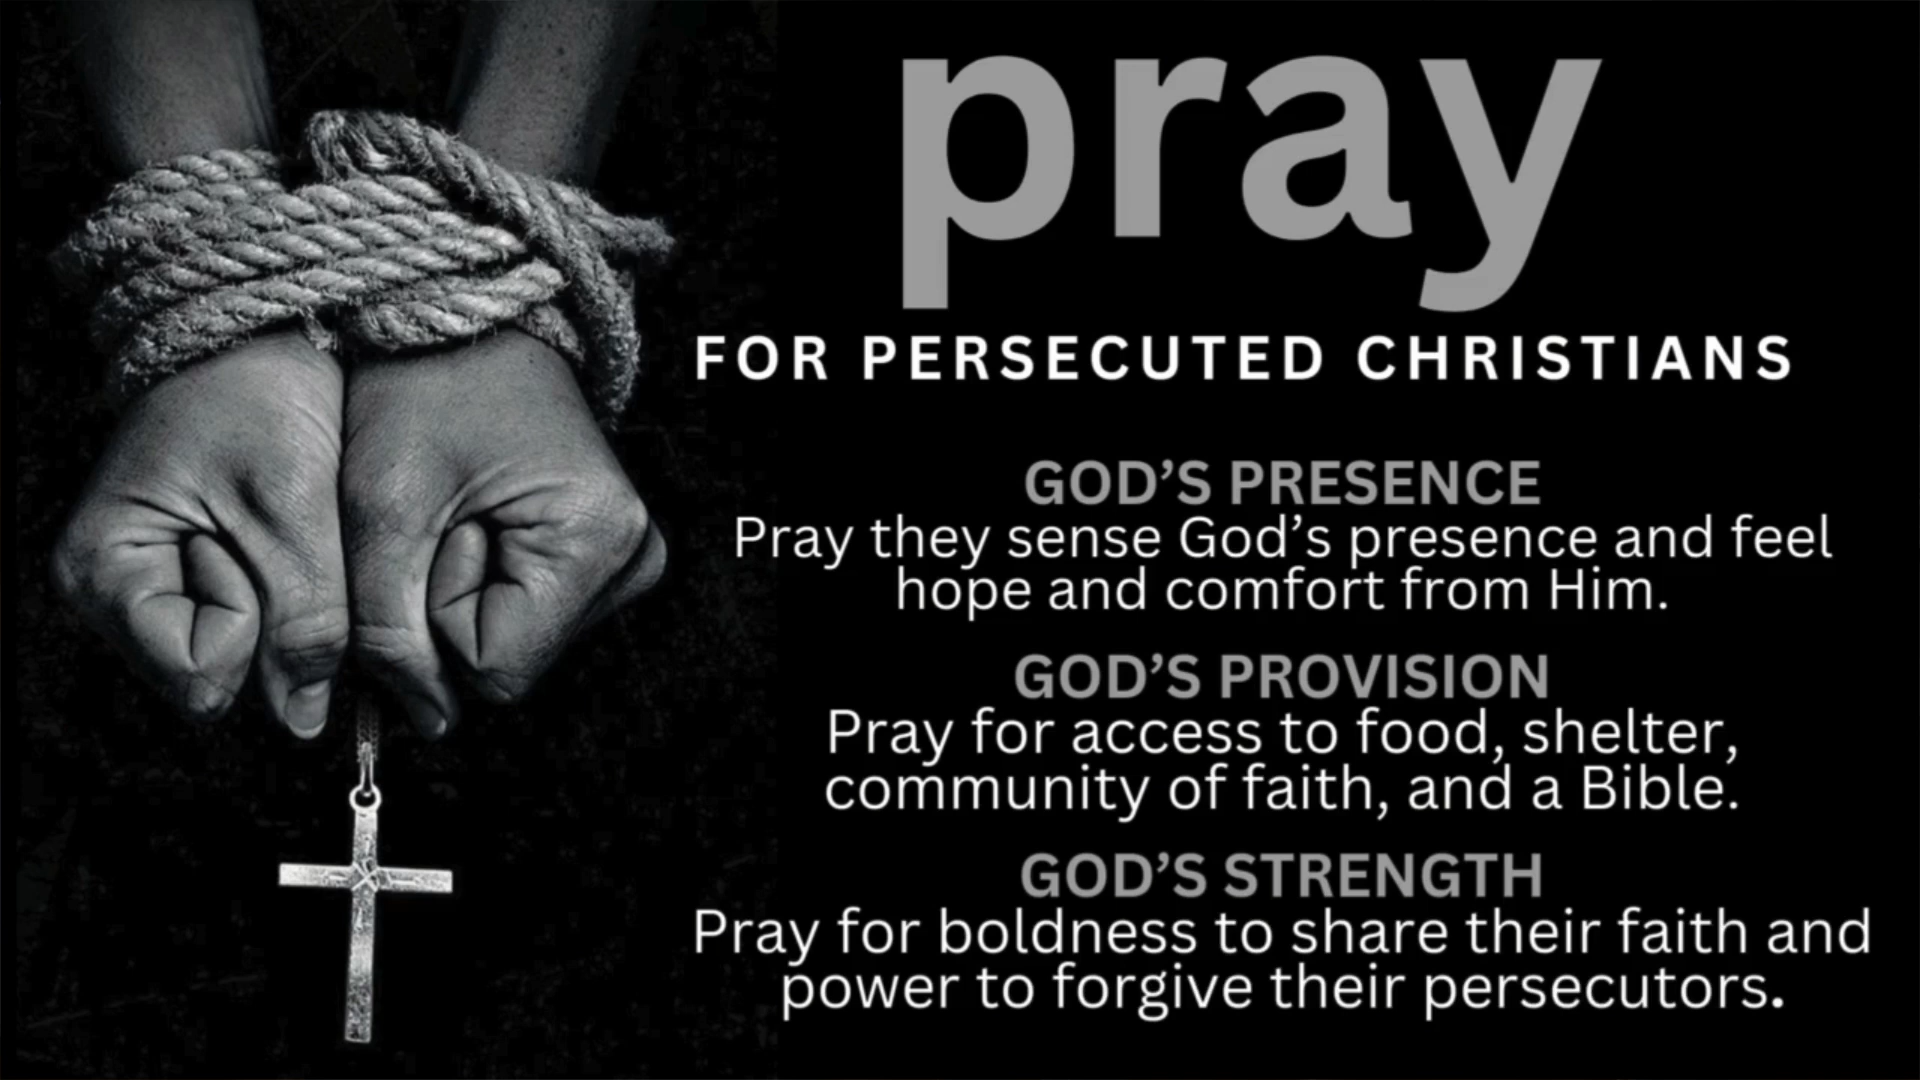 pray
FOR PERSECUTED CHRISTIANS
GOD’S PRESENCE
Pray they sense God’s presence and feel
hope and comfort from Him.
GOD’S PROVISION
Pray for access to food, shelter,
community of faith, and a Bible.
GOD’S STRENGTH
Pray for boldness to share their faith and
power to forgive their persecutors.